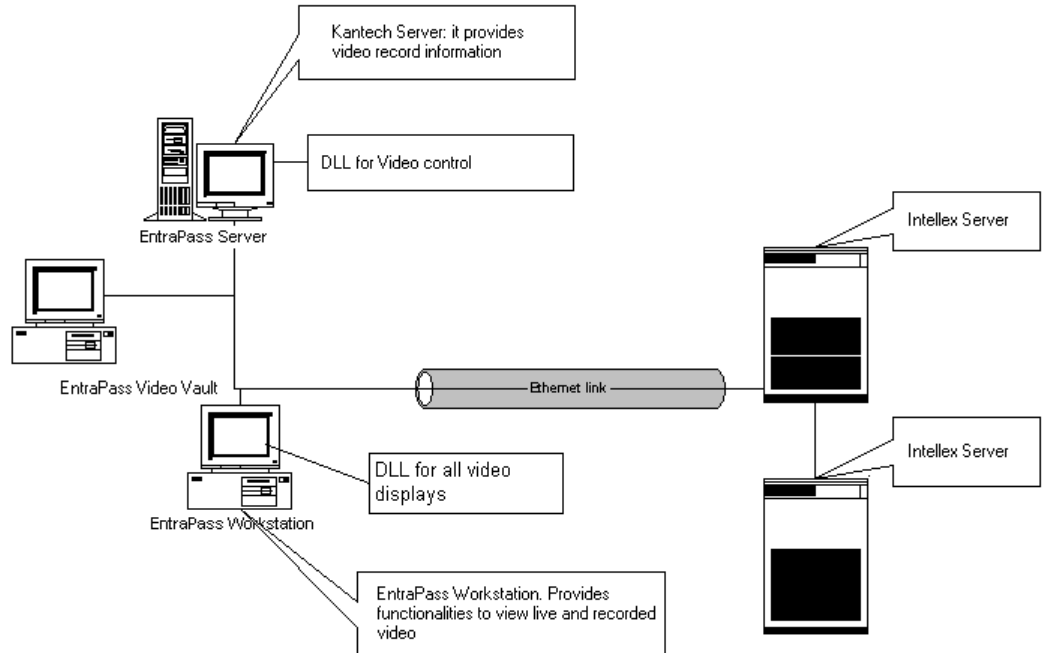 Kantech Server: it provides
video record information
DLL for Video control
EntraPass Server
Intellex Server
EntraPass Video Vault
Ethernet link
Intellex Server
DLL for all video
displays
EntraPass Workstation
EntraPass Workstation. Provides
functionalities to view live and recorded
video